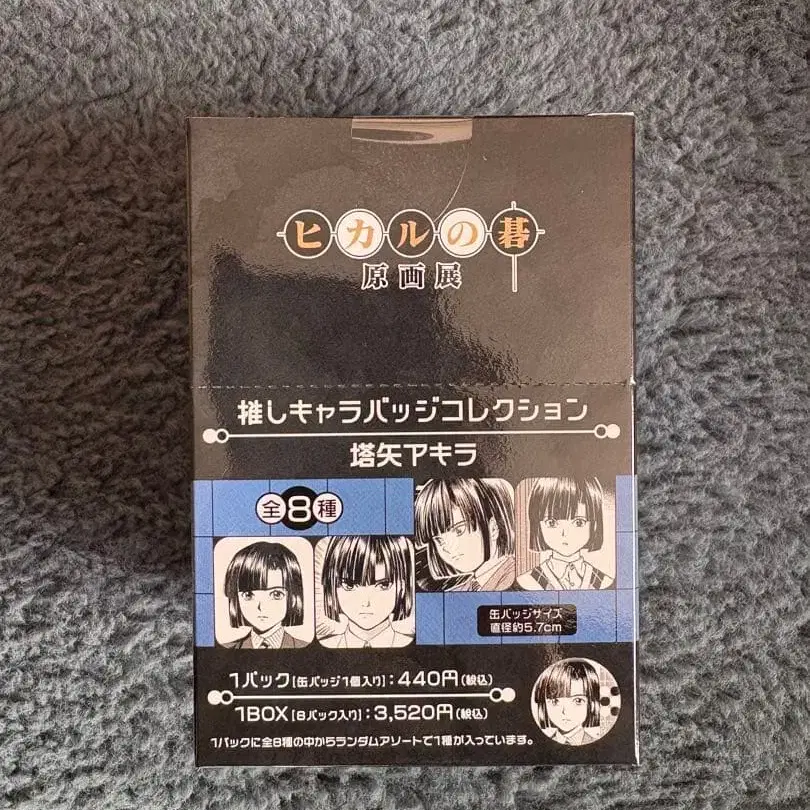 ヒカルの碁
原画展
推しキャラバッジコレクション
塔矢アキラ
全8種
缶バッジサイズ
直径約5.7cm
1パック[缶バッジ1個入り]:440円(税込)
1BOX[8パック入り]:3,520円(税込)
1パックに全8種の中からランダムアソートで1種が入っています。